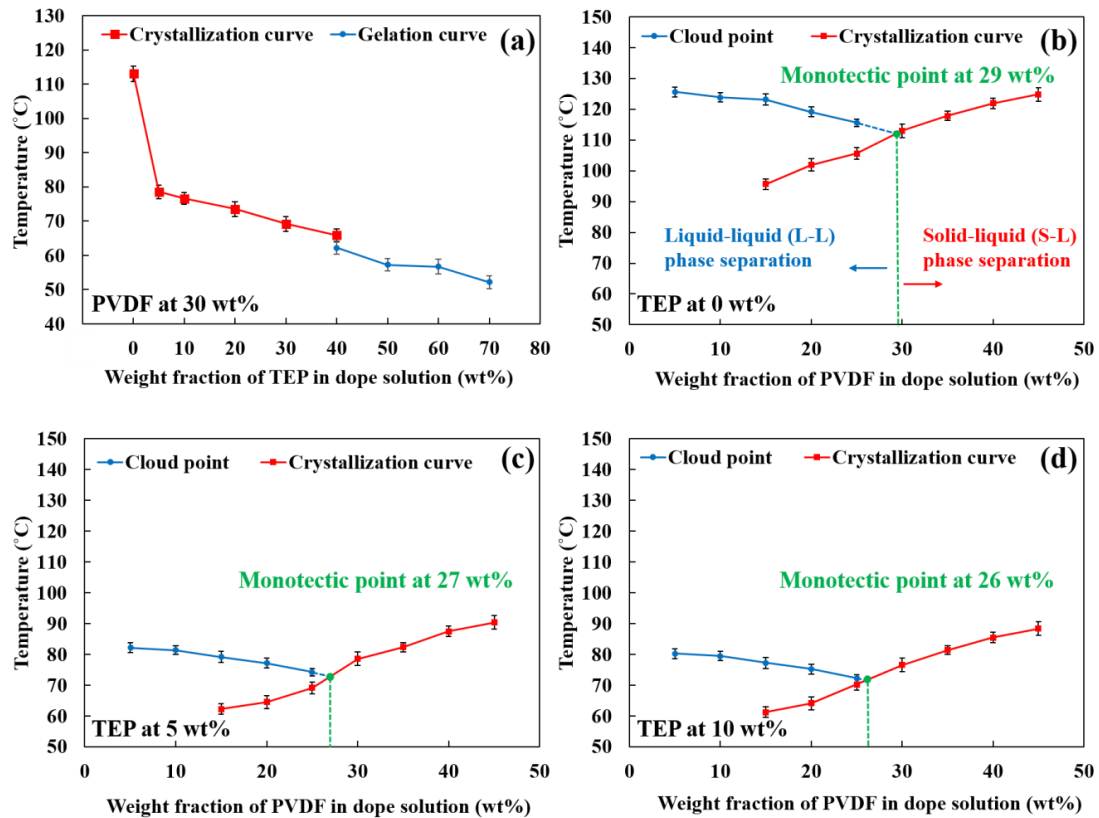 Crystallization curve Gelation curve (a)
130
120
110
100
90
80
70
60
50
40
Temperature (˚C)
PVDF at 30 wt%
0 10 20 30 40 50 60 70 80
Weight fraction of TEP in dope solution (wt%)
Cloud point Crystallization curve (b)
150
140
130
120
110
100
90
80
70
60
50
Temperature (˚C)
Monotectic point at 29 wt%
Liquid-liquid (L-L)
phase separation
Solid-liquid (S-L)
phase separation
TEP at 0 wt%
0 10 20 30 40 50
Weight fraction of PVDF in dope solution (wt%)
Cloud point Crystallization curve (c)
150
140
130
120
110
100
90
80
70
60
50
Temperature (˚C)
Monotectic point at 27 wt%
TEP at 5 wt%
0 10 20 30 40 50
Weight fraction of PVDF in dope solution (wt%)
Cloud point Crystallization curve (d)
150
140
130
120
110
100
90
80
70
60
50
Temperature (˚C)
Monotectic point at 26 wt%
TEP at 10 wt%
0 10 20 30 40 50
Weight fraction of PVDF in dope solution (wt%)